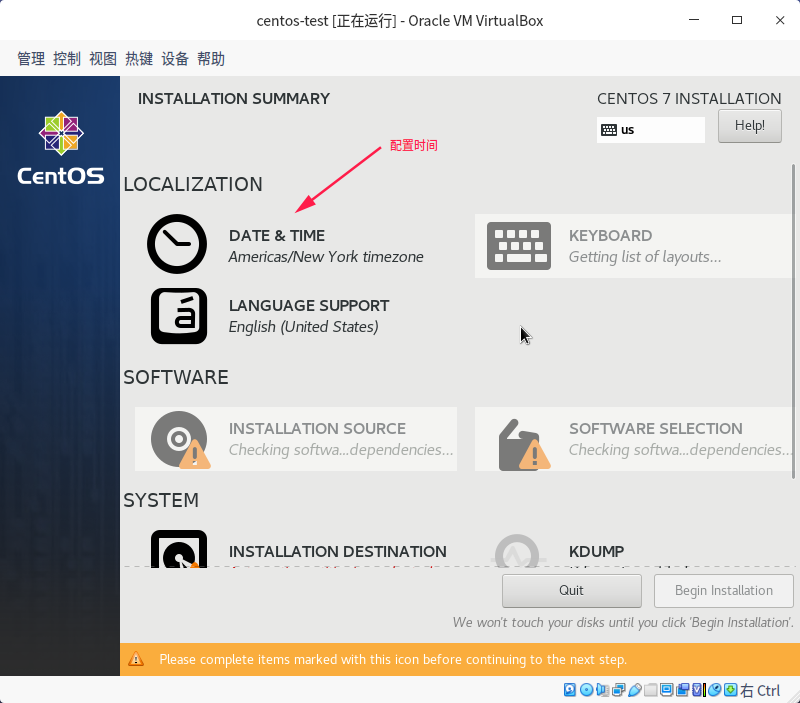 centos-test [正在运行] - Oracle VM VirtualBox
管理 控制 视图 热键 设备 帮助
CentOS
INSTALLATION SUMMARY
CENTOS 7 INSTALLATION
us
Help!
配置时间
LOCALIZATION
DATE & TIME
Americas/New York timezone
KEYBOARD
Getting list of layouts...
LANGUAGE SUPPORT
English (United States)
SOFTWARE
INSTALLATION SOURCE
Checking softwa...dependencies...
SOFTWARE SELECTION
Checking softwa...dependencies...
SYSTEM
INSTALLATION DESTINATION
KDUMP
Quit
Begin Installation
We won't touch your disks until you click 'Begin Installation'.
Please complete items marked with this icon before continuing to the next step.
右 Ctrl